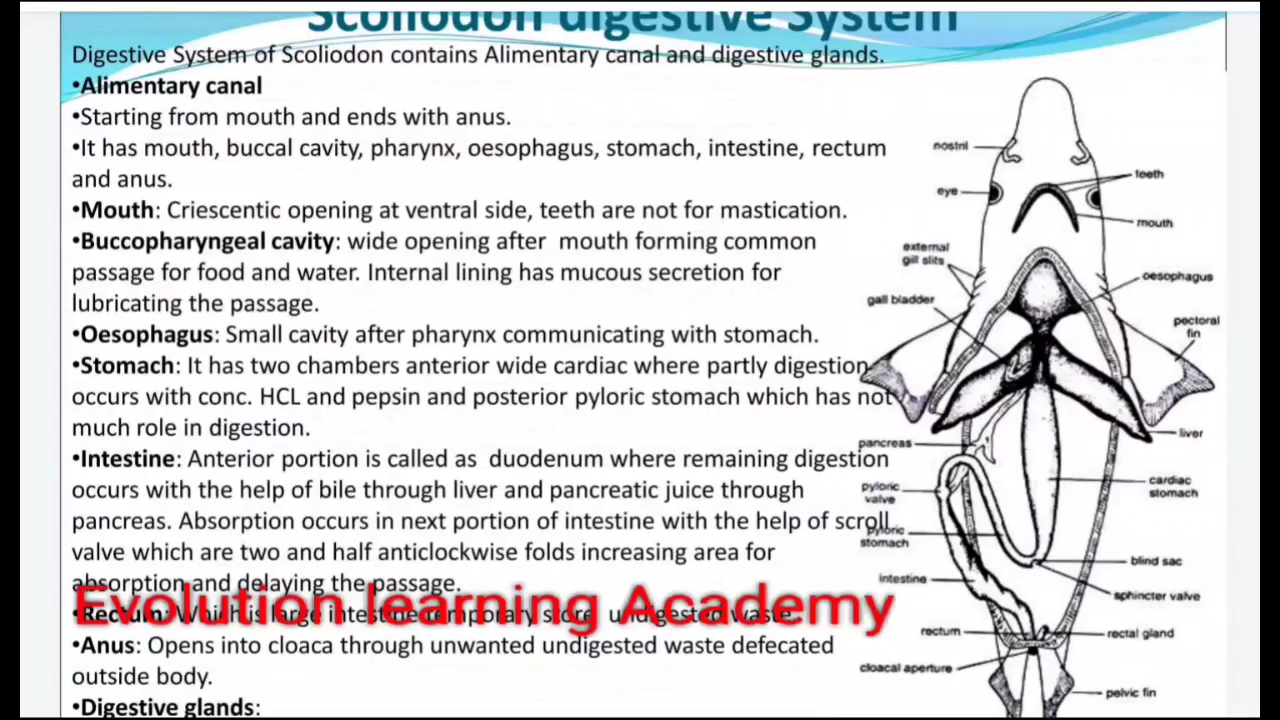 Scoliodon digestive System
Digestive System of Scoliodon contains Alimentary canal and digestive glands.
•Alimentary canal
•Starting from mouth and ends with anus.
•It has mouth, buccal cavity, pharynx, oesophagus, stomach, intestine, rectum
and anus.
•Mouth: Criescentic opening at ventral side, teeth are not for mastication.
•Buccopharyngeal cavity: wide opening after mouth forming common
passage for food and water. Internal lining has mucous secretion for
lubricating the passage.
•Oesophagus: Small cavity after pharynx communicating with stomach.
•Stomach: It has two chambers anterior wide cardiac where partly digestion
occurs with conc. HCL and pepsin and posterior pyloric stomach which has not
much role in digestion.
•Intestine: Anterior portion is called as duodenum where remaining digestion
occurs with the help of bile through liver and pancreatic juice through
pancreas. Absorption occurs in next portion of intestine with the help of scroll
valve which are two and half anticlockwise folds increasing area for
absorption and delaying the passage.
•Rectum: Which is large intestine temporary store undigested waste.
Evolution learning Academy
•Anus: Opens into cloaca through unwanted undigested waste defecated
outside body.
•Digestive glands:
nostril
teeth
eye
mouth
external
gill slits
oesophagus
gall bladder
pectoral
fin
liver
pancreas
pyloric
valve
cardiac
stomach
pyloric
stomach
blind sac
intestine
sphincter valve
rectum
rectal gland
cloacal aperture
pelvic fin